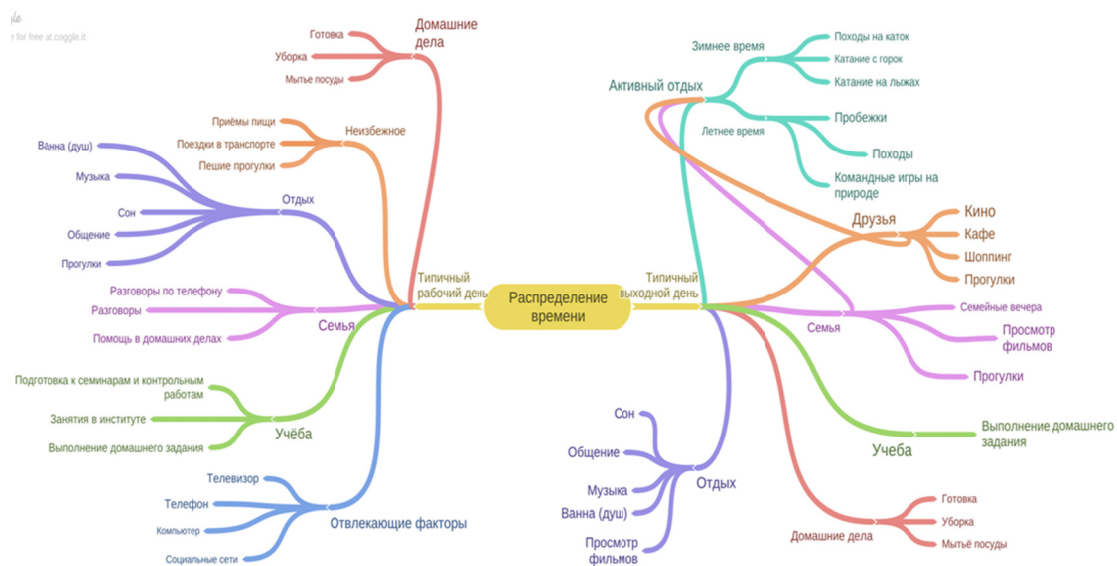 for free at coggle.it
Домашние
дела
Готовка
Уборка
Мытье посуды
Неизбежное
Приёмы пищи
Поездки в транспорте
Пешие прогулки
Отдых
Ванна (душ)
Музыка
Сон
Общение
Прогулки
Семья
Разговоры по телефону
Разговоры
Помощь в домашних делах
Учёба
Подготовка к семинарам и контрольным
работам
Занятия в институте
Выполнение домашнего задания
Отвлекающие факторы
Телевизор
Телефон
Компьютер
Социальные сети
Типичный
рабочий день
Распределение
времени
Типичный
выходной день
Активный отдых
Зимнее время
Походы на каток
Катание с горок
Катание на лыжах
Летнее время
Пробежки
Походы
Командные игры на
природе
Друзья
Кино
Кафе
Шоппинг
Прогулки
Семья
Семейные вечера
Просмотр
фильмов
Прогулки
Учеба
Выполнение домашнего
задания
Домашние дела
Готовка
Уборка
Мытьё посуды
Отдых
Сон
Общение
Музыка
Ванна (душ)
Просмотр
фильмов